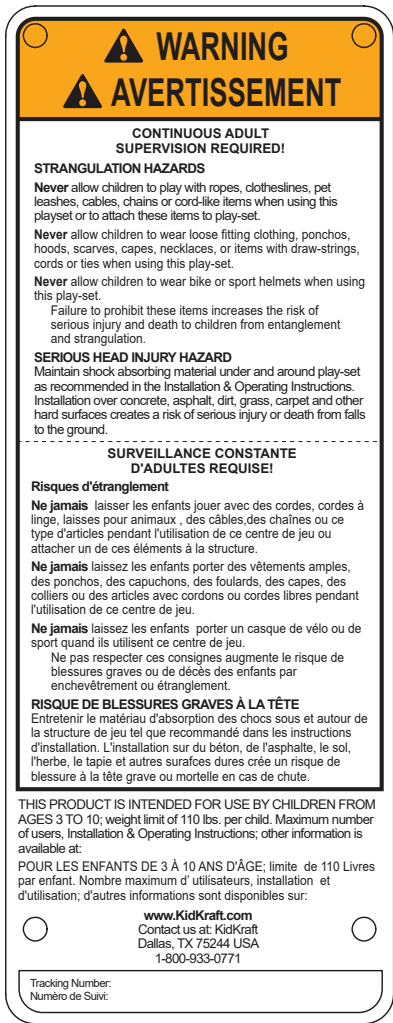 WARNING
AVERTISSEMENT
CONTINUOUS ADULT
SUPERVISION REQUIRED!
STRANGULATION HAZARDS
Never allow children to play with ropes, clotheslines, pet
leashes, cables, chains or cord-like items when using this
playset or to attach these items to play-set.
Never allow children to wear loose fitting clothing, ponchos,
hoods, scarves, capes, necklaces, or items with draw-strings,
cords or ties when using this play-set.
Never allow children to wear bike or sport helmets when using
this play-set.
Failure to prohibit these items increases the risk of
serious injury and death to children from entanglement
and strangulation.
SERIOUS HEAD INJURY HAZARD
Maintain shock absorbing material under and around play-set
as recommended in the Installation & Operating Instructions.
Installation over concrete, asphalt, dirt, grass, carpet and other
hard surfaces creates a risk of serious injury or death from falls
to the ground.
SURVEILLANCE CONSTANTE
D'ADULTES REQUISE!
Risques d'étranglement
Ne jamais laisser les enfants jouer avec des cordes, cordes à
linge, laisses pour animaux , des câbles,des chaînes ou ce
type d'articles pendant l'utilisation de ce centre de jeu ou
attacher un de ces éléments à la structure.
Ne jamais laissez les enfants porter des vêtements amples,
des ponchos, des capuchons, des foulards, des capes, des
colliers ou des articles avec cordons ou cordes libres pendant
l'utilisation de ce centre de jeu.
Ne jamais laissez les enfants porter un casque de vélo ou de
sport quand ils utilisent ce centre de jeu.
Ne pas respecter ces consignes augmente le risque de
blessures graves ou de décès des enfants par
enchevêtrement ou étranglement.
RISQUE DE BLESSURES GRAVES À LA TÊTE
Entretenir le matériau d'absorption des chocs sous et autour de
la structure de jeu tel que recommandé dans les instructions
d'installation. L'installation sur du béton, de l'asphalte, le sol,
l'herbe, le tapie et autres surafces dures crée un risque de
blessure à la tête grave ou mortelle en cas de chute.
THIS PRODUCT IS INTENDED FOR USE BY CHILDREN FROM
AGES 3 TO 10; weight limit of 110 lbs. per child. Maximum number
of users, Installation & Operating Instructions; other information is
available at:
POUR LES ENFANTS DE 3 À 10 ANS D'ÂGE; limite de 110 Livres
par enfant. Nombre maximum d' utilisateurs, installation et
d'utilisation; d'autres informations sont disponibles sur:
www.KidKraft.com
Contact us at: KidKraft
Dallas, TX 75244 USA
1-800-933-0771
Tracking Number:
Numèro de Suivi: